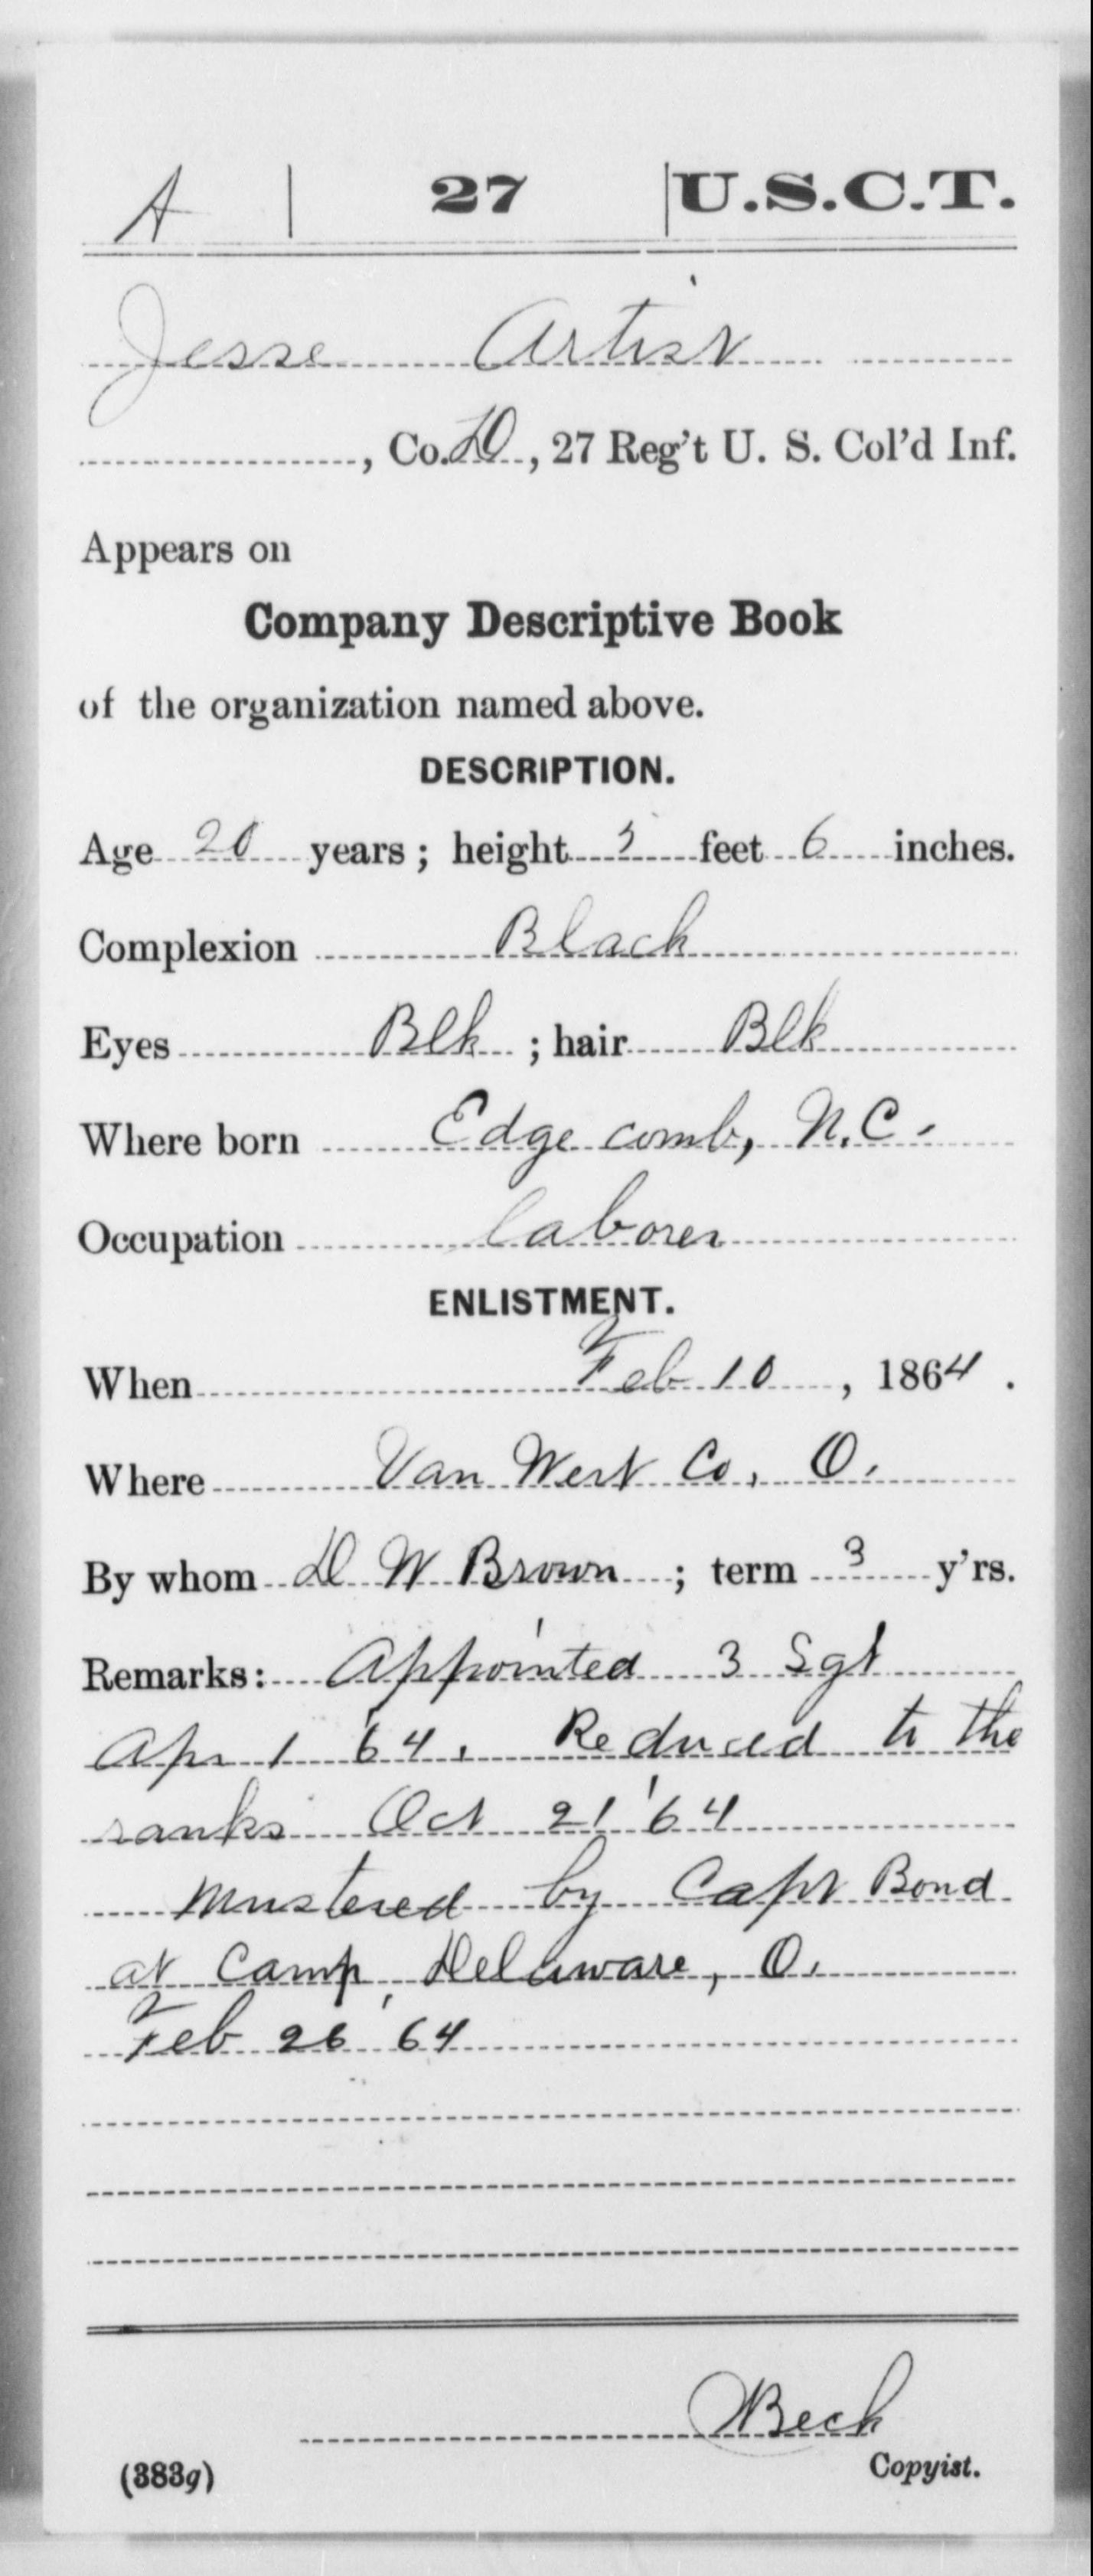 A | 27 | U.S.C.T.
Jesse Artist
, Co. D, 27 Reg't U. S. Col'd Inf.
Appears on
Company Descriptive Book
of the organization named above.
DESCRIPTION.
Age 20 years; height 5 feet 6 inches.
Complexion Black
Eyes Blk; hair Blk
Where born Edgecomb, N.C.
Occupation laborer
ENLISTMENT.
When Feb 10, 1864.
Where Van Wert Co, O.
By whom D W Brown; term 3 y'rs.
Remarks: Appointed 3 Sgt
Apr 1 '64. Reduced to the
ranks Oct 21 '64
Mustered by Capt Bond
at Camp Delaware, O.
Feb 26 '64
Beck
Copyist.
(383g)